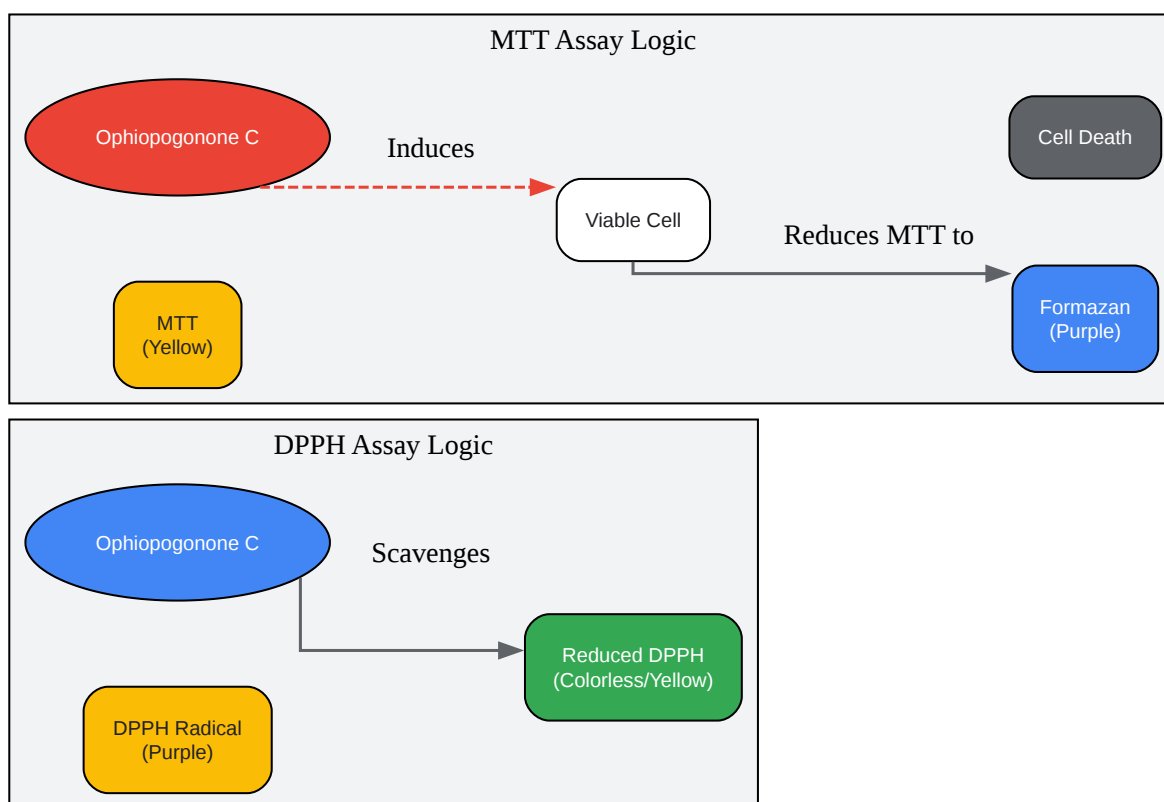 MTT Assay Logic
Ophiopogonone C
Induces
Cell Death
Viable Cell
Reduces MTT to
MTT
(Yellow)
Formazan
(Purple)
DPPH Assay Logic
Ophiopogonone C
Scavenges
Reduced DPPH
(Colorless/Yellow)
DPPH Radical
(Purple)